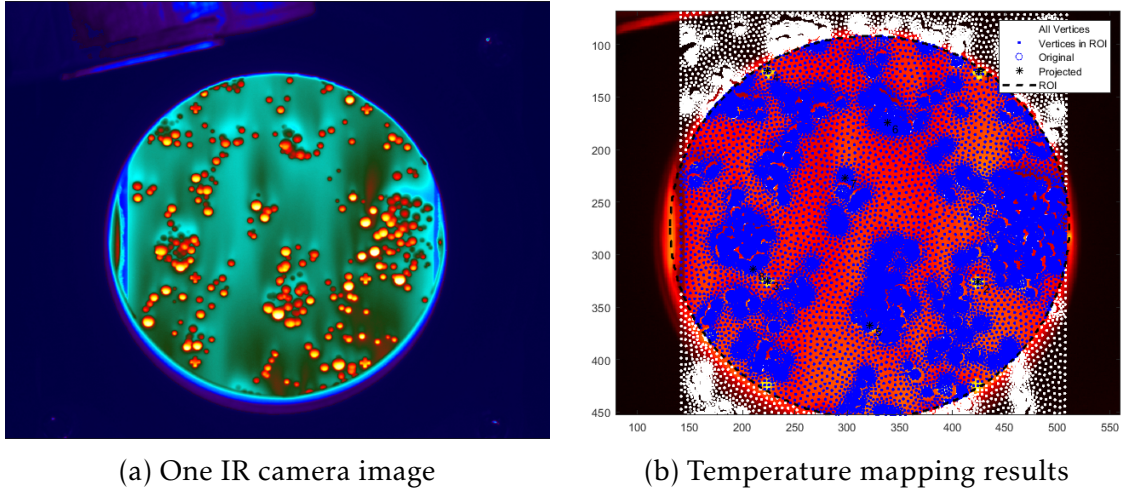 100
150
200
250
300
350
400
450
100 150 200 250 300 350 400 450 500 550
All Vertices
Vertices in ROI
Original
Projected
ROI
(a) One IR camera image
(b) Temperature mapping results